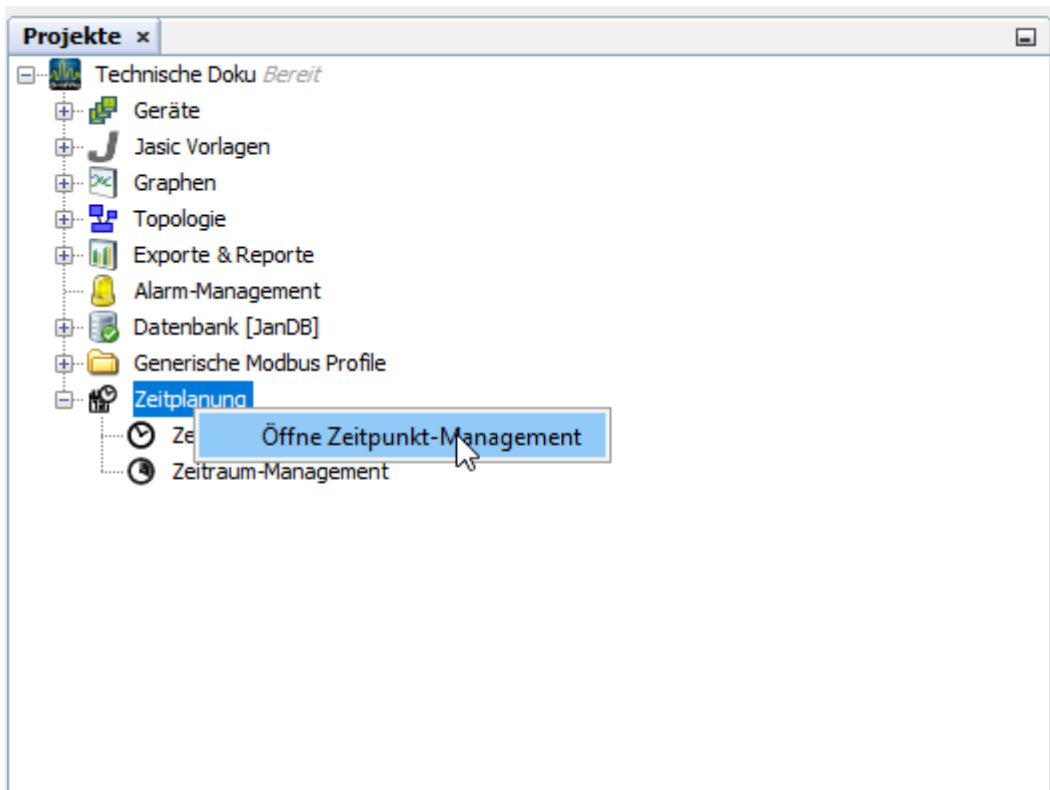 Projekte ×
Technische Doku Bereit
Geräte
Jasic Vorlagen
Graphen
Topologie
Exporte & Reporte
Alarm-Management
Datenbank [JanDB]
Generische Modbus Profile
Zeitplanung
Öffne Zeitpunkt-Management
Zeitraum-Management